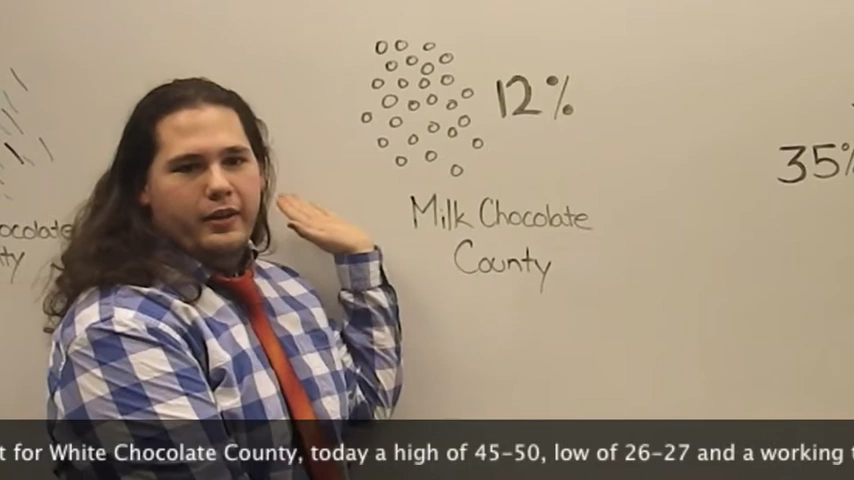 12%
35%
Milk Chocolate
County
for White Chocolate County, today a high of 45-50, low of 26-27 and a working